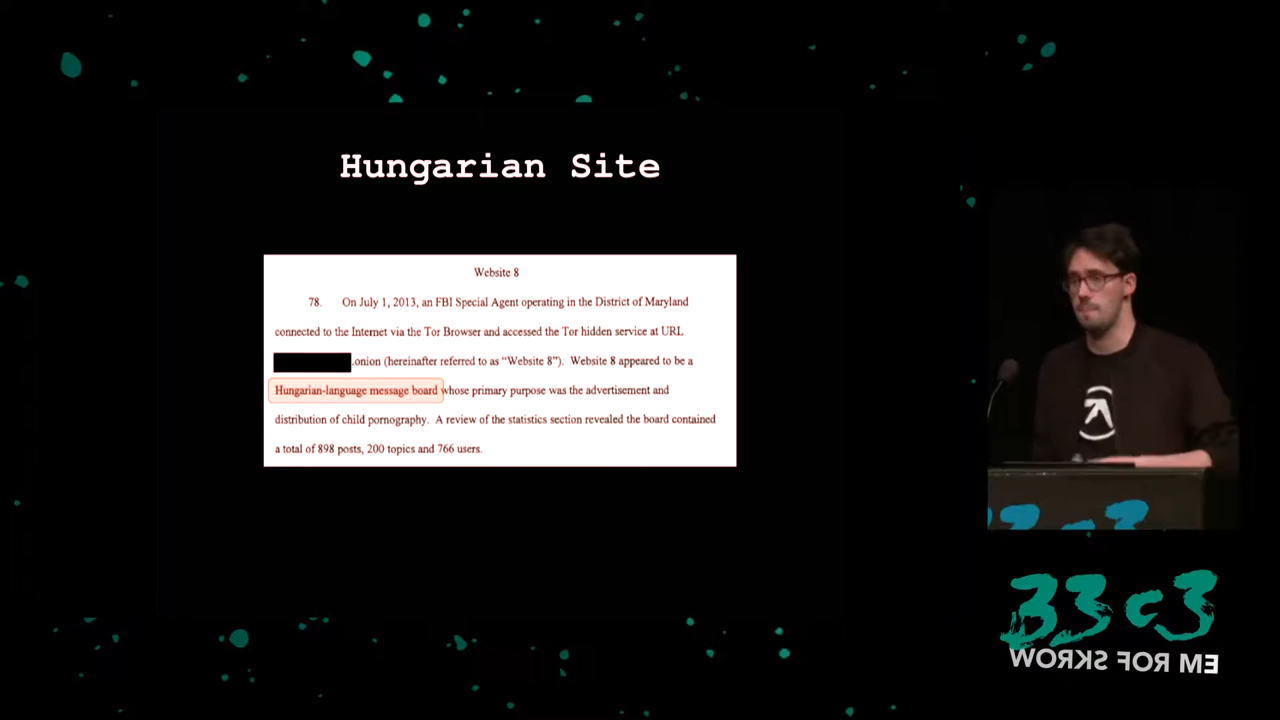 Hungarian Site
Website 8
78. On July 1, 2013, an FBI Special Agent operating in the District of Maryland
connected to the Internet via the Tor Browser and accessed the Tor hidden service at URL
.onion (hereinafter referred to as “Website 8”). Website 8 appeared to be a
Hungarian-language message board whose primary purpose was the advertisement and
distribution of child pornography. A review of the statistics section revealed the board contained
a total of 898 posts, 200 topics and 766 users.
33c3
33c3
WORKS FOR ME